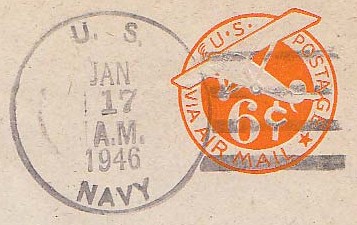 U. S.
JAN
17
A.M.
1946
NAVY
U.S. POSTAGE
6¢
VIA AIR MAIL